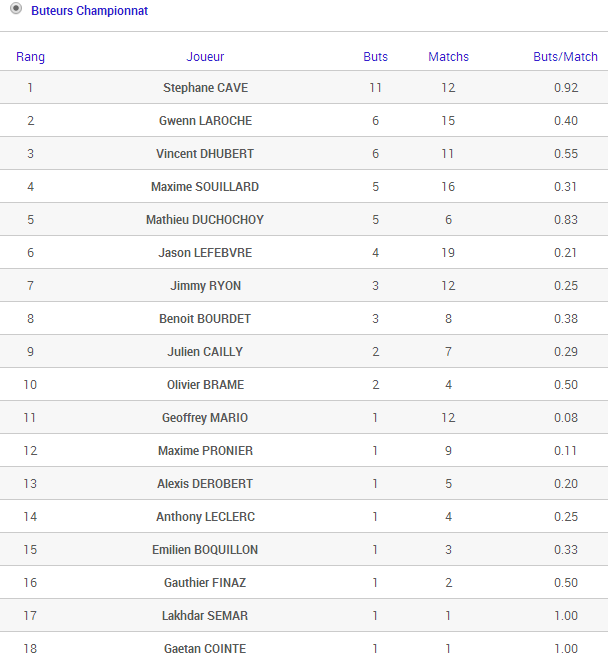 Buteurs Championnat
Rang Joueur Buts Matchs Buts/Match
1 Stephane CAVE 11 12 0.92
2 Gwenn LAROCHE 6 15 0.40
3 Vincent DHUBERT 6 11 0.55
4 Maxime SOUILLARD 5 16 0.31
5 Mathieu DUCHOCHOY 5 6 0.83
6 Jason LEFEBVRE 4 19 0.21
7 Jimmy RYON 3 12 0.25
8 Benoit BOURDET 3 8 0.38
9 Julien CAILLY 2 7 0.29
10 Olivier BRAME 2 4 0.50
11 Geoffrey MARIO 1 12 0.08
12 Maxime PRONIER 1 9 0.11
13 Alexis DEROBERT 1 5 0.20
14 Anthony LECLERC 1 4 0.25
15 Emilien BOQUILLON 1 3 0.33
16 Gauthier FINAZ 1 2 0.50
17 Lakhdar SEMAR 1 1 1.00
18 Gaetan COINTE 1 1 1.00